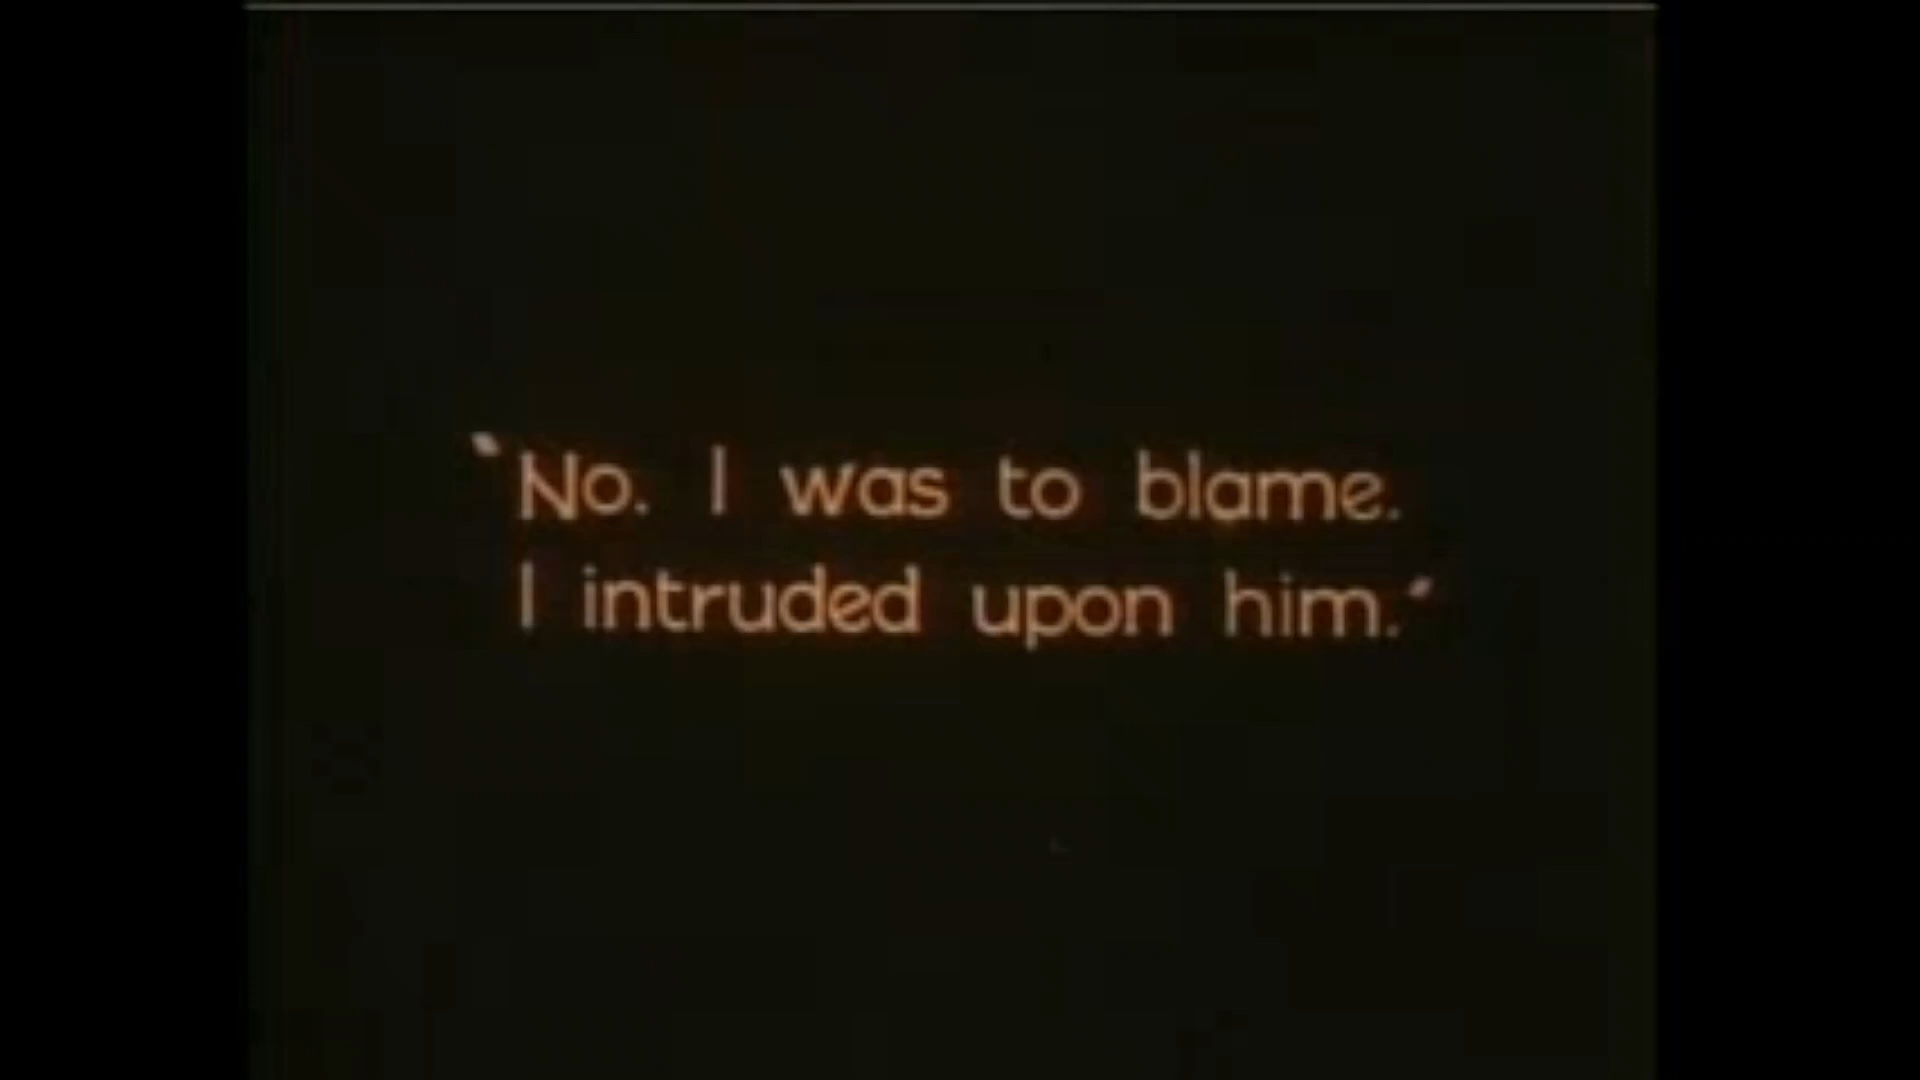 ‘No. I was to blame.
I intruded upon him.’